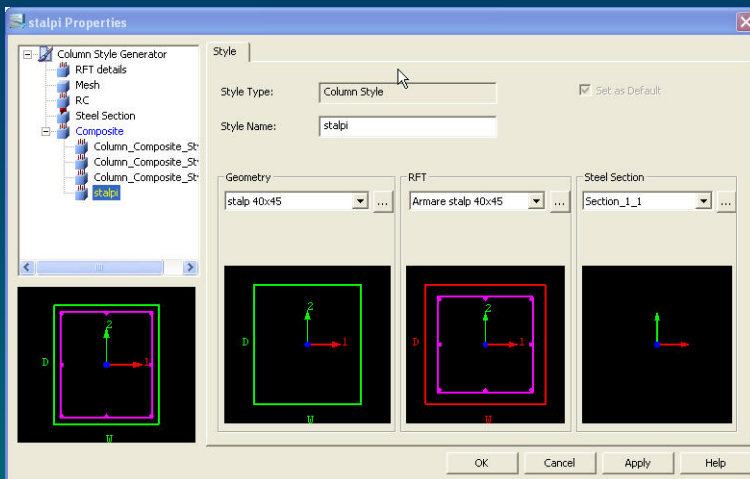 stalpi Properties
Column Style Generator
RFT details
Mesh
RC
Steel Section
Composite
Column_Composite_St
Column_Composite_St
Column_Composite_St
stalpi
Style
Style Type:
Column Style
Set as Default
Style Name:
stalpi
Geometry
RFT
Steel Section
stalp 40x45
...
Armare stalp 40x45
...
Section_1_1
...
2
D
1
W
2
D
1
W
2
D
1
W
OK
Cancel
Apply
Help